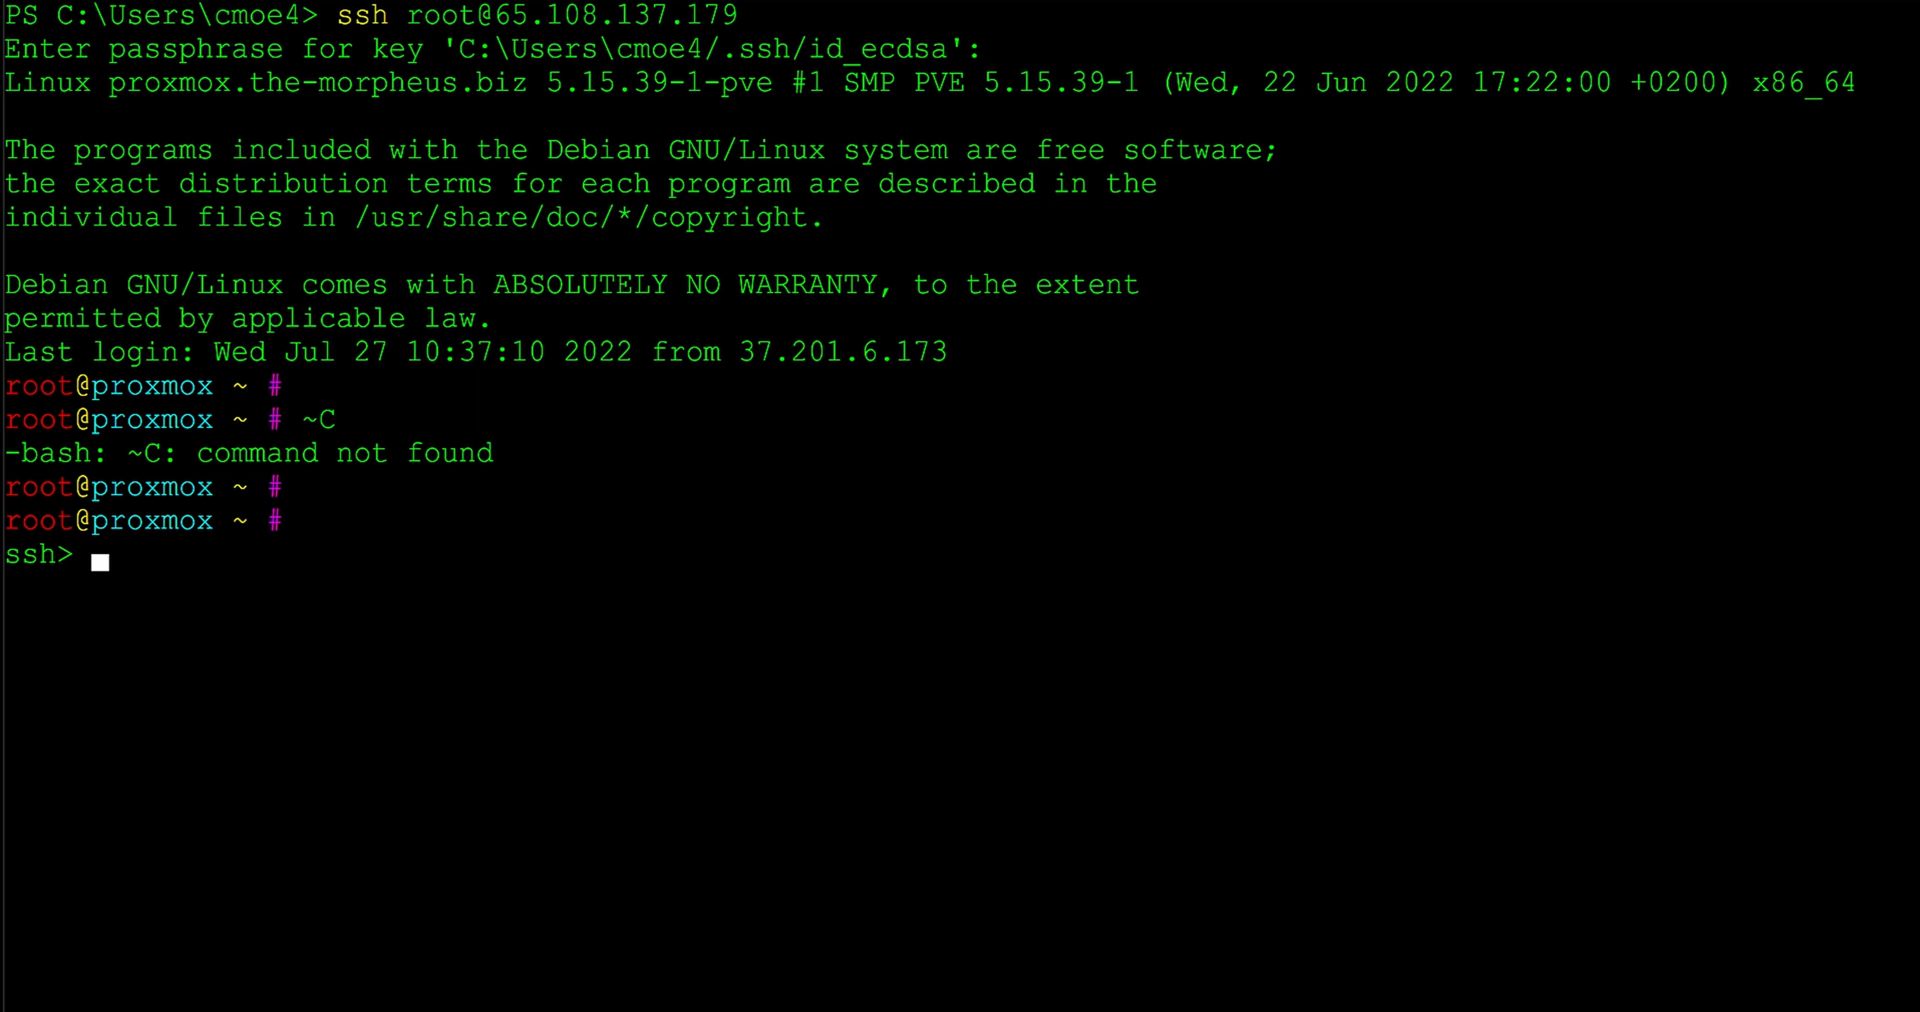 PS C:\Users\cmoe4> ssh root@65.108.137.179
Enter passphrase for key 'C:\Users\cmoe4/.ssh/id_ecdsa':
Linux proxmox.the-morpheus.biz 5.15.39-1-pve #1 SMP PVE 5.15.39-1 (Wed, 22 Jun 2022 17:22:00 +0200) x86_64
The programs included with the Debian GNU/Linux system are free software;
the exact distribution terms for each program are described in the
individual files in /usr/share/doc/*/copyright.
Debian GNU/Linux comes with ABSOLUTELY NO WARRANTY, to the extent
permitted by applicable law.
Last login: Wed Jul 27 10:37:10 2022 from 37.201.6.173
root@proxmox ~ #
root@proxmox ~ # ~C
-bash: ~C: command not found
root@proxmox ~ #
root@proxmox ~ #
ssh>